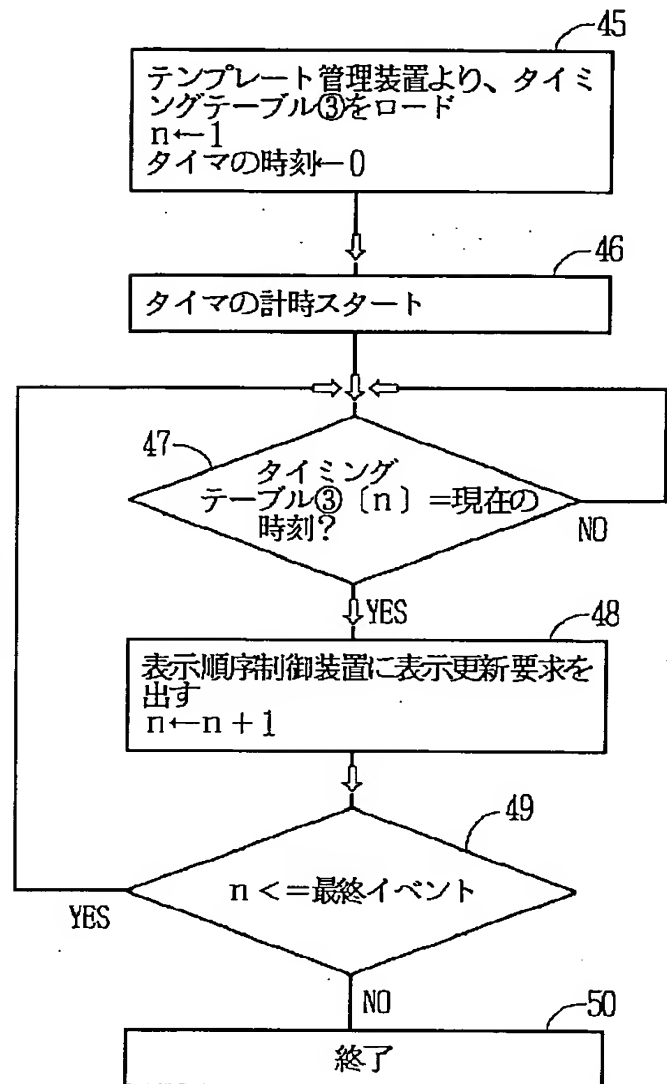 45
テンプレート管理装置より、タイミ
ングテーブル③をロード
n←1
タイマの時刻←0
46
タイマの計時スタート
47
タイミング
テーブル③〔n〕=現在の
時刻?
NO
YES
48
表示順序制御装置に表示更新要求を
出す
n←n+1
49
n<=最終イベント
YES
NO
50
終了